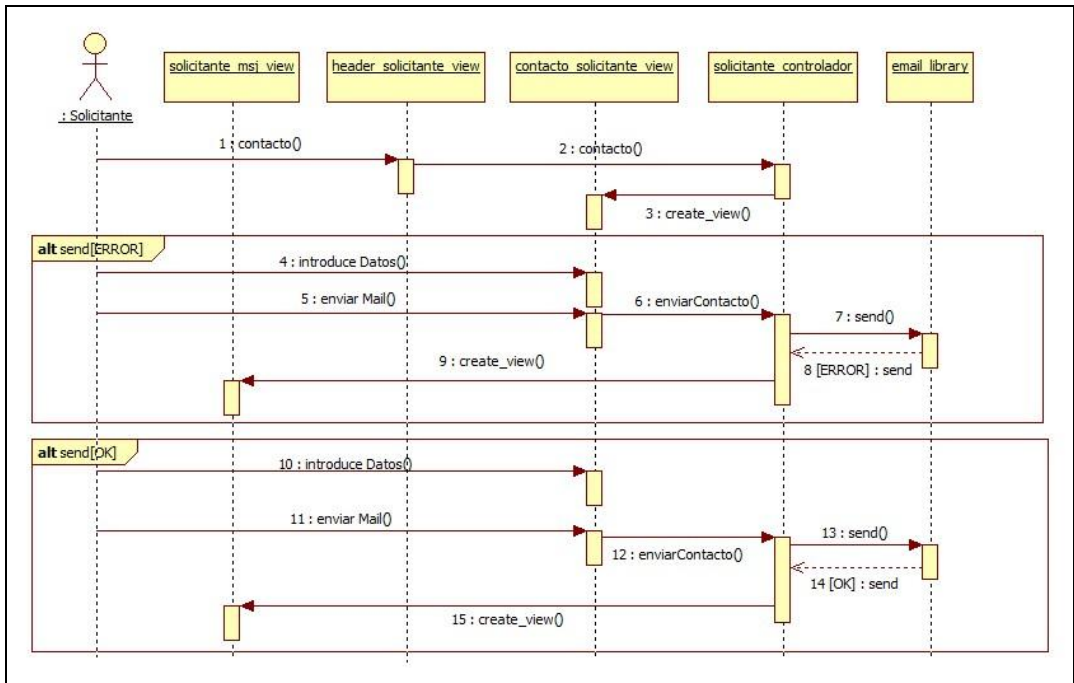 : Solicitante
solicitante_msj_view
header_solicitante_view
contacto_solicitante_view
solicitante_controlador
email_library
1 : contacto()
2 : contacto()
3 : create_view()
alt send[ERROR]
4 : introduce Datos()
5 : enviar Mail()
6 : enviarContacto()
7 : send()
8 [ERROR] : send
9 : create_view()
alt send[OK]
10 : introduce Datos()
11 : enviar Mail()
12 : enviarContacto()
13 : send()
14 [OK] : send
15 : create_view()